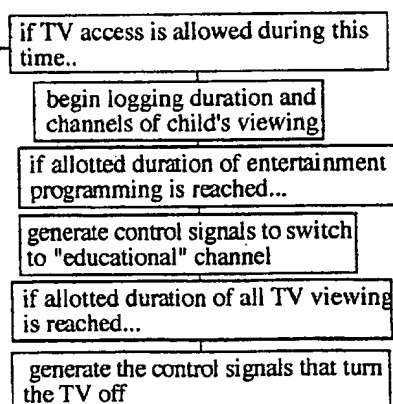 if TV access is allowed during this
time..
begin logging duration and
channels of child's viewing
if allotted duration of entertainment
programming is reached...
generate control signals to switch
to "educational" channel
if allotted duration of all TV viewing
is reached...
generate the control signals that turn
the TV off